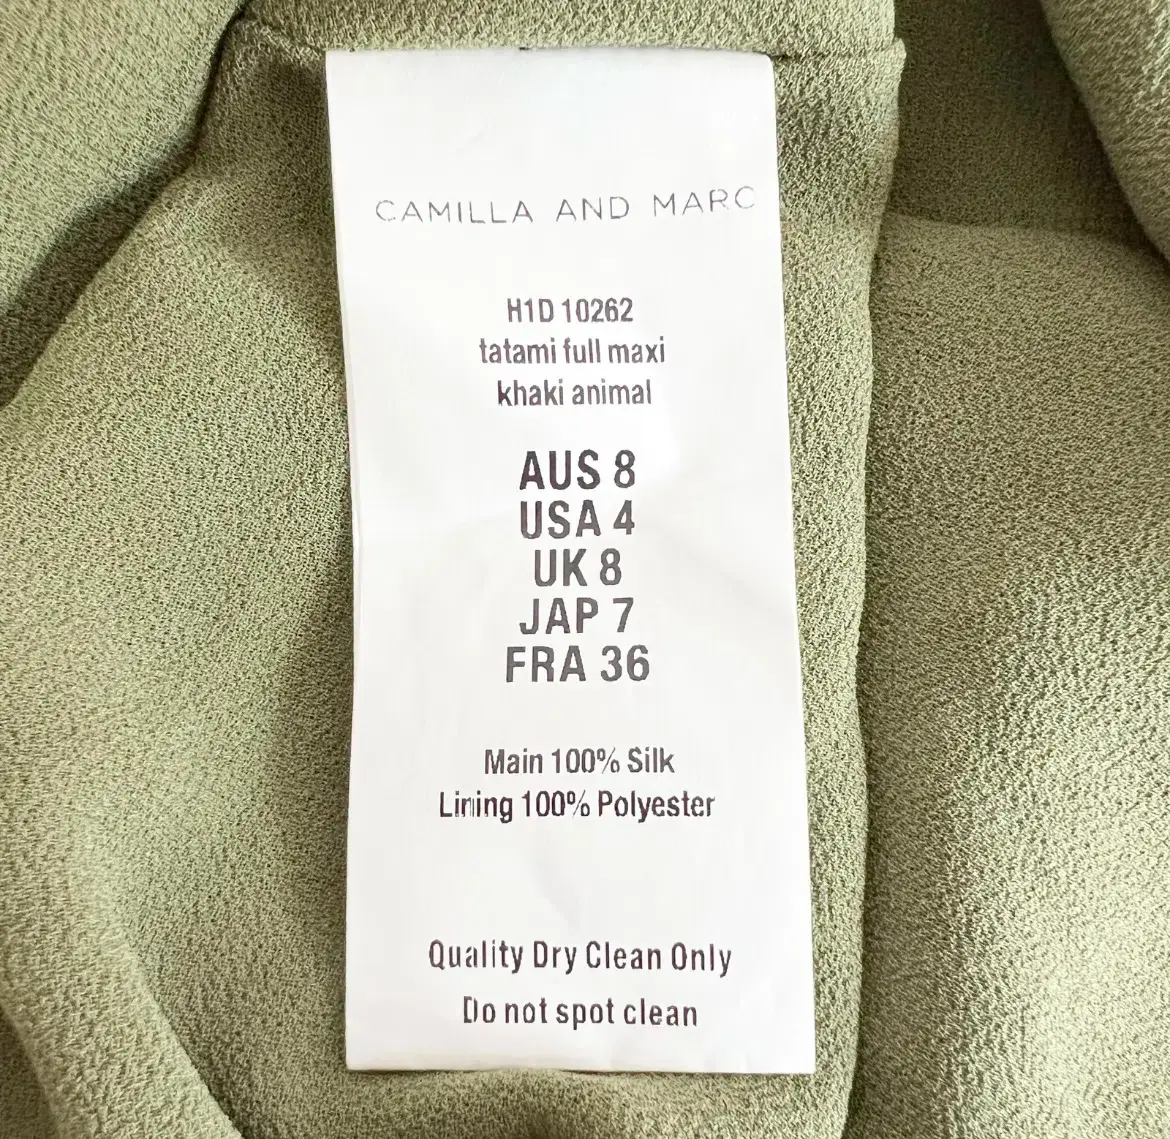 CAMILLA AND MARC
H1D 10262
tatami full maxi
khaki animal
AUS 8
USA 4
UK 8
JAP 7
FRA 36
Main 100% Silk
Lining 100% Polyester
Quality Dry Clean Only
Do not spot clean